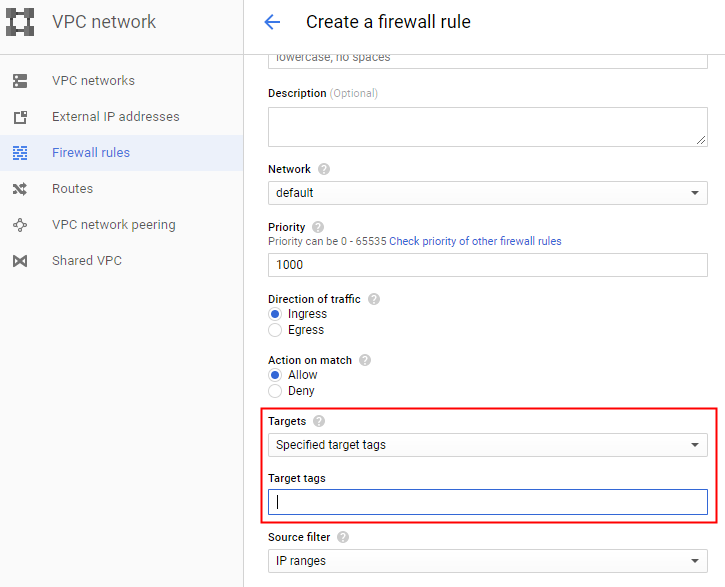 VPC network
Create a firewall rule
VPC networks
External IP addresses
Firewall rules
Routes
VPC network peering
Shared VPC
lowercase, no spaces
Description (Optional)
Network ?
default
Priority ?
Priority can be 0 - 65535 Check priority of other firewall rules
1000
Direction of traffic ?
Ingress
Egress
Action on match ?
Allow
Deny
Targets ?
Specified target tags
Target tags
Source filter ?
IP ranges